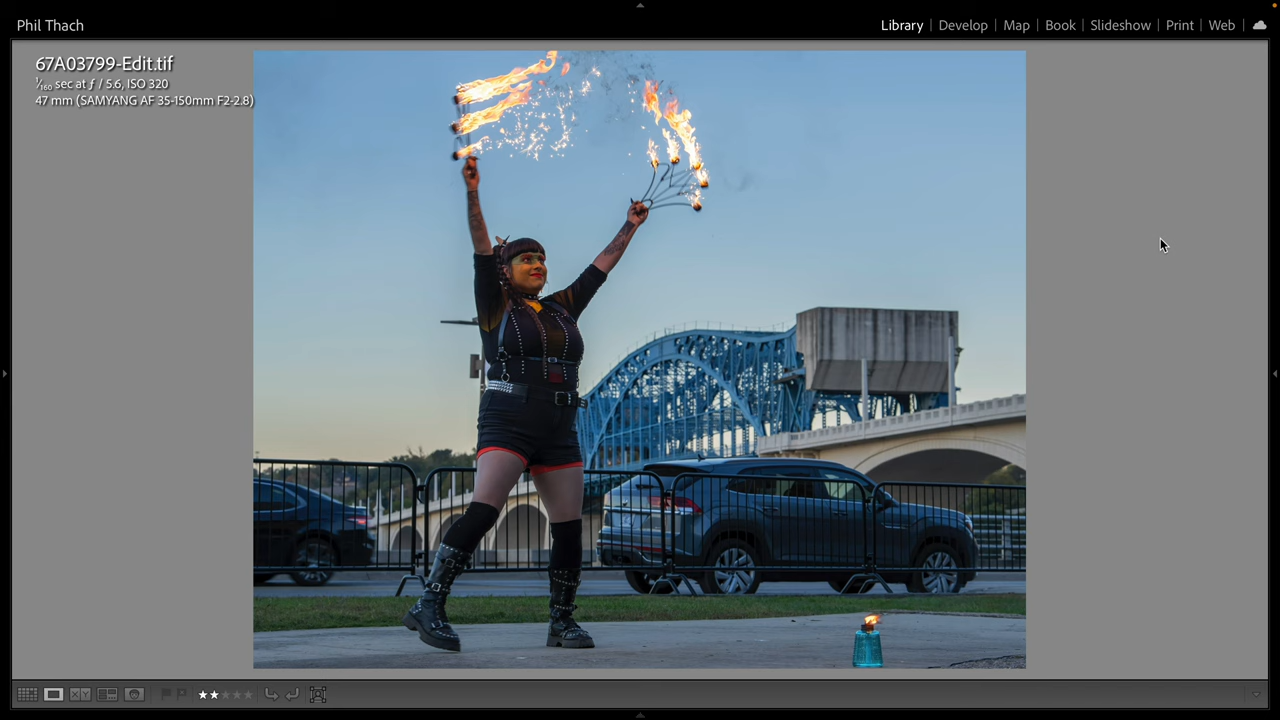 Phil Thach
Library | Develop | Map | Book | Slideshow | Print | Web
67A03799-Edit.tif
1/160 sec at ƒ / 5.6, ISO 320
47 mm (SAMYANG AF 35-150mm F2-2.8)
XY